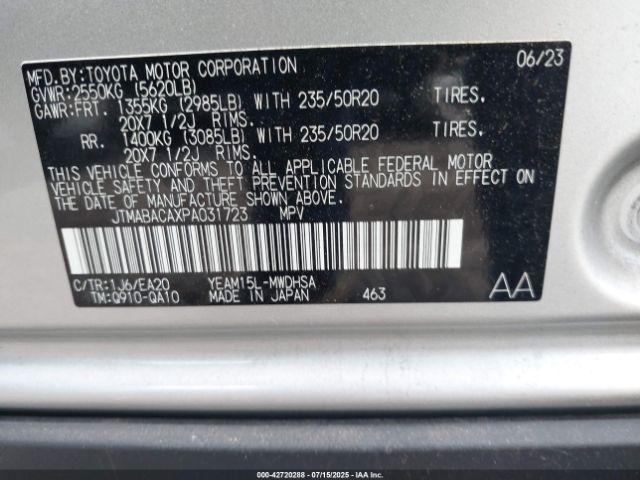 MFD.BY:TOYOTA MOTOR CORPORATION 06/23
GVWR:2550KG (5620LB)
GAWR:FRT. 1355KG (2985LB) WITH 235/50R20 TIRES.
20X7 1/2J RIMS.
RR. 1400KG (3085LB) WITH 235/50R20 TIRES.
20X7 1/2J RIMS.
THIS VEHICLE CONFORMS TO ALL APPLICABLE FEDERAL MOTOR
VEHICLE SAFETY AND THEFT PREVENTION STANDARDS IN EFFECT ON
THE DATE OF MANUFACTURE SHOWN ABOVE.
JTMABACAXPA031723 MPV
C/TR:1J6/EA20 YEAM15L-MWDHSA
TM:Q910-QA10 MADE IN JAPAN 463 AA
000-42720288 - 07/15/2025 - IAAI.COM